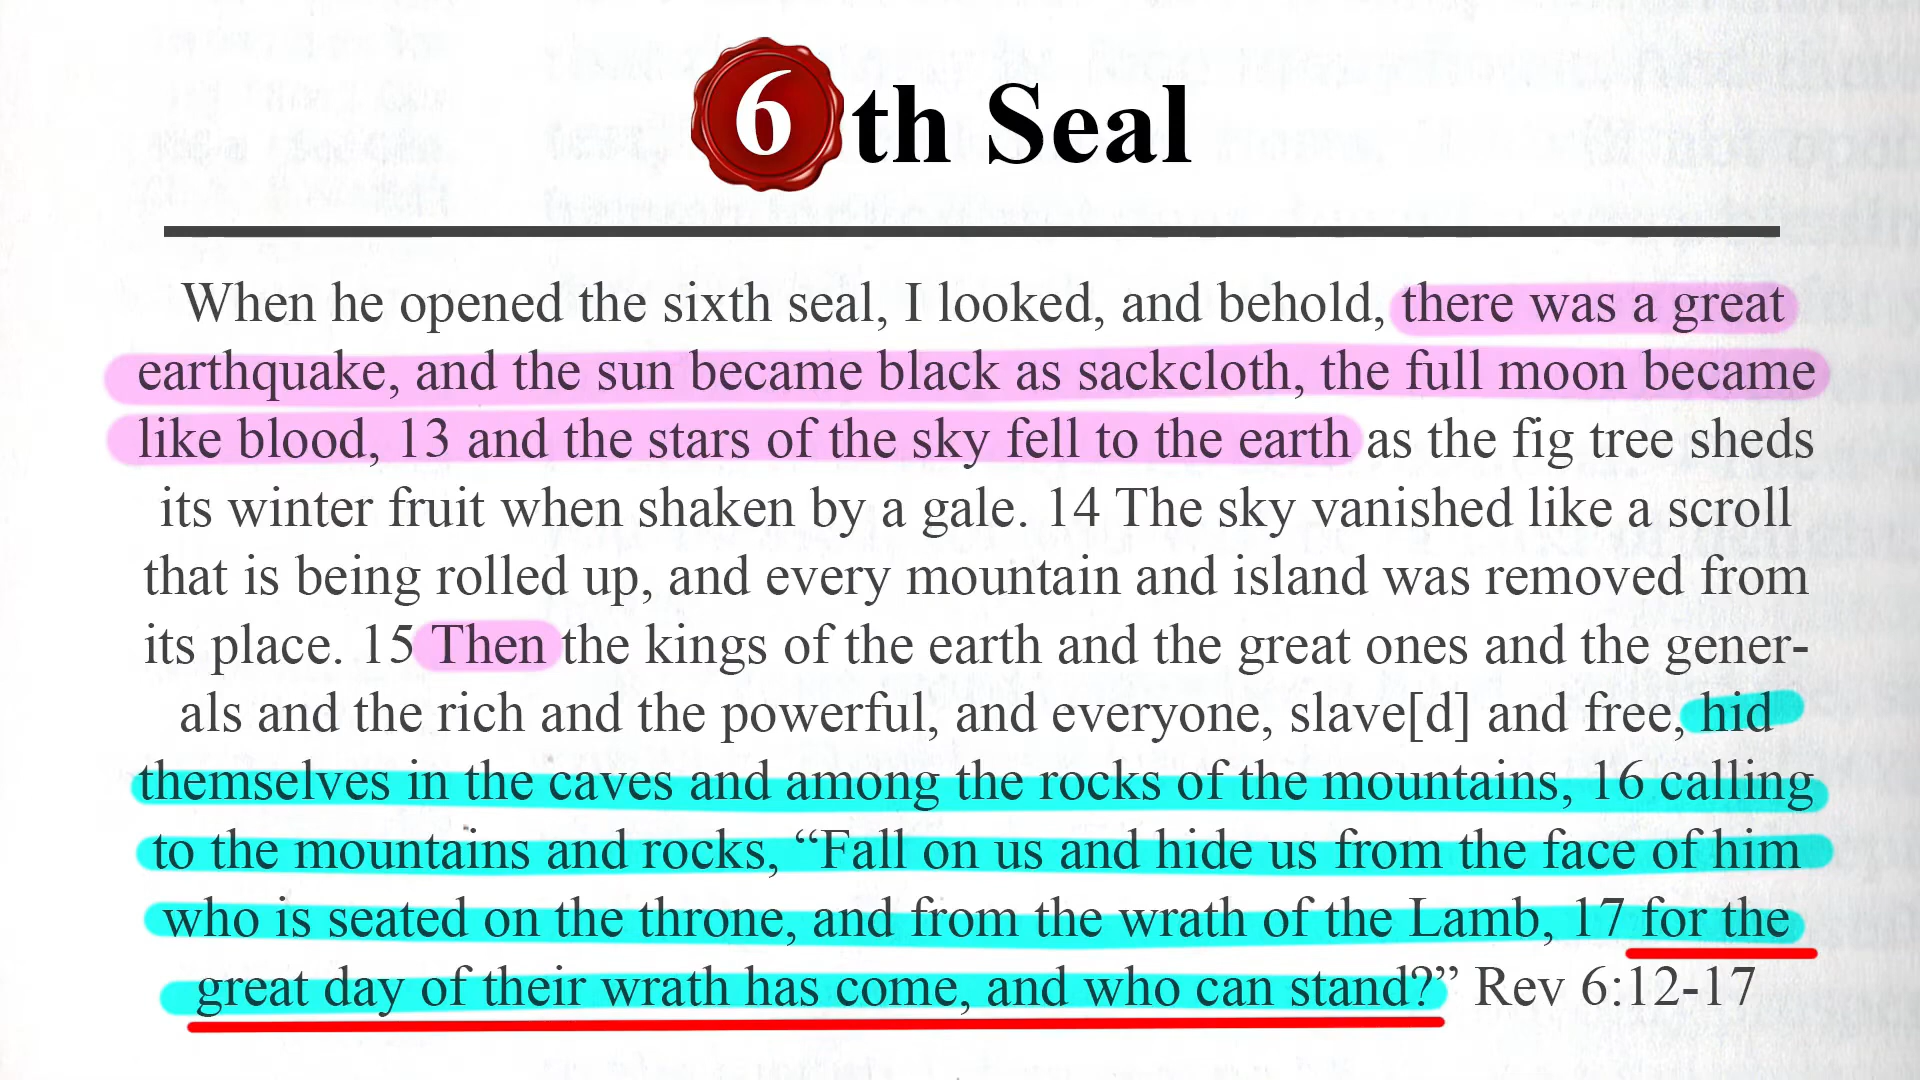 6th Seal
When he opened the sixth seal, I looked, and behold, there was a great
earthquake, and the sun became black as sackcloth, the full moon became
like blood, 13 and the stars of the sky fell to the earth as the fig tree sheds
its winter fruit when shaken by a gale. 14 The sky vanished like a scroll
that is being rolled up, and every mountain and island was removed from
its place. 15 Then the kings of the earth and the great ones and the gener-
als and the rich and the powerful, and everyone, slave[d] and free, hid
themselves in the caves and among the rocks of the mountains, 16 calling
to the mountains and rocks, “Fall on us and hide us from the face of him
who is seated on the throne, and from the wrath of the Lamb, 17 for the
great day of their wrath has come, and who can stand?” Rev 6:12-17